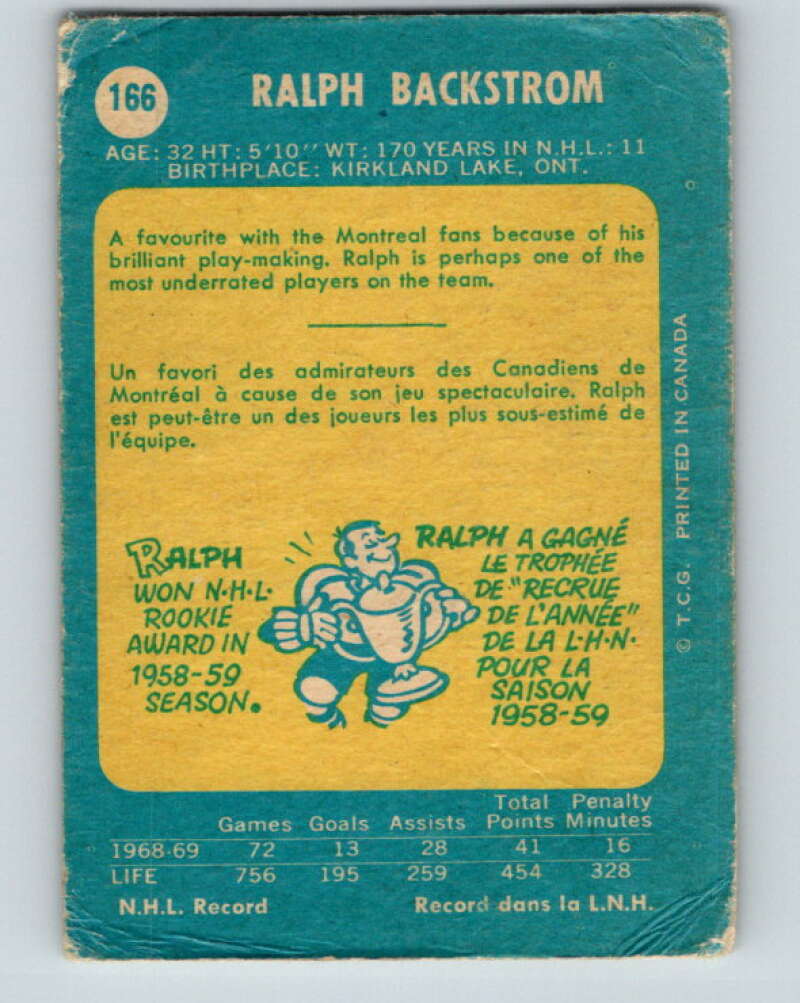 166
RALPH BACKSTROM
AGE: 32 HT: 5'10" WT: 170 YEARS IN N.H.L.: 11
BIRTHPLACE: KIRKLAND LAKE, ONT.
A favourite with the Montreal fans because of his
brilliant play-making. Ralph is perhaps one of the
most underrated players on the team.
Un favori des admirateurs des Canadiens de
Montréal à cause de son jeu spectaculaire. Ralph
est peut-être un des joueurs les plus sous-estimé de
l'équipe.
RALPH
WON N·H·L·
ROOKIE
AWARD IN
1958-59
SEASON.
RALPH A GAGNÉ
LE TROPHÉE
DE "RECRUE
DE L'ANNÉE"
DE LA L·H·N·
POUR LA
SAISON
1958-59
© T.C.G. PRINTED IN CANADA
Total Penalty
Games Goals Assists Points Minutes
1968-69 72 13 28 41 16
LIFE 756 195 259 454 328
N.H.L. Record Record dans la L.N.H.